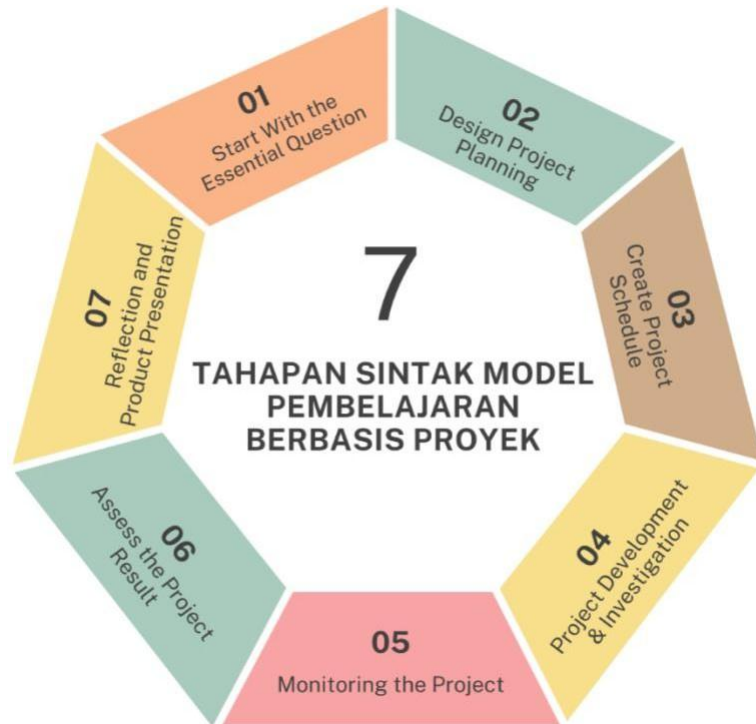 7
TAHAPAN SINTAK MODEL
PEMBELAJARAN
BERBASIS PROYEK
01
Start With the
Essential Question
02
Design Project
Planning
03
Create Project
Schedule
04
Project Development
& Investigation
05
Monitoring the Project
06
Assess the Project
Result
07
Reflection and
Product Presentation